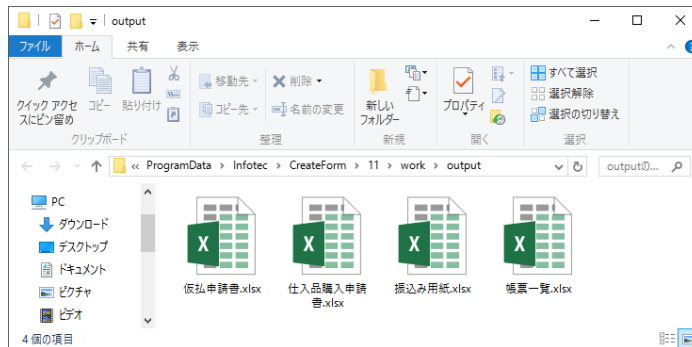 output
ファイル ホーム 共有 表示
クイック アクセスにピン留め
コピー
貼り付け
移動先
コピー先
削除
名前の変更
新しい
フォルダー
プロパティ
すべて選択
選択解除
選択の切り替え
クリップボード 整理 新規 開く 選択
« ProgramData > Infotec > CreateForm > 11 > work > output
outputの...
PC
ダウンロード
デスクトップ
ドキュメント
ピクチャ
ビデオ
仮払申請書.xlsx
仕入品購入申請
書.xlsx
振込み用紙.xlsx
帳票一覧.xlsx
4 個の項目